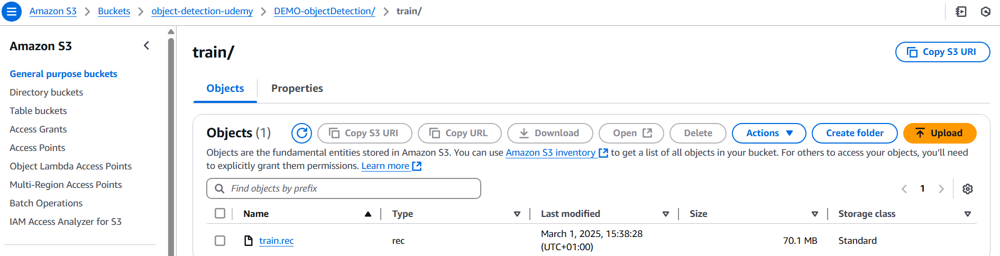 Amazon S3 > Buckets > object-detection-udemy > DEMO-objectDetection/ > train/
Amazon S3
General purpose buckets
Directory buckets
Table buckets
Access Grants
Access Points
Object Lambda Access Points
Multi-Region Access Points
Batch Operations
IAM Access Analyzer for S3
train/
Copy S3 URI
Objects Properties
Objects (1) Copy S3 URI Copy URL Download Open Delete Actions Create folder Upload
Objects are the fundamental entities stored in Amazon S3. You can use Amazon S3 inventory to get a list of all objects in your bucket. For others to access your objects, you’ll need
to explicitly grant them permissions. Learn more
Find objects by prefix
1
Name Type Last modified Size Storage class
train.rec rec March 1, 2025, 15:38:28 70.1 MB Standard
(UTC+01:00)